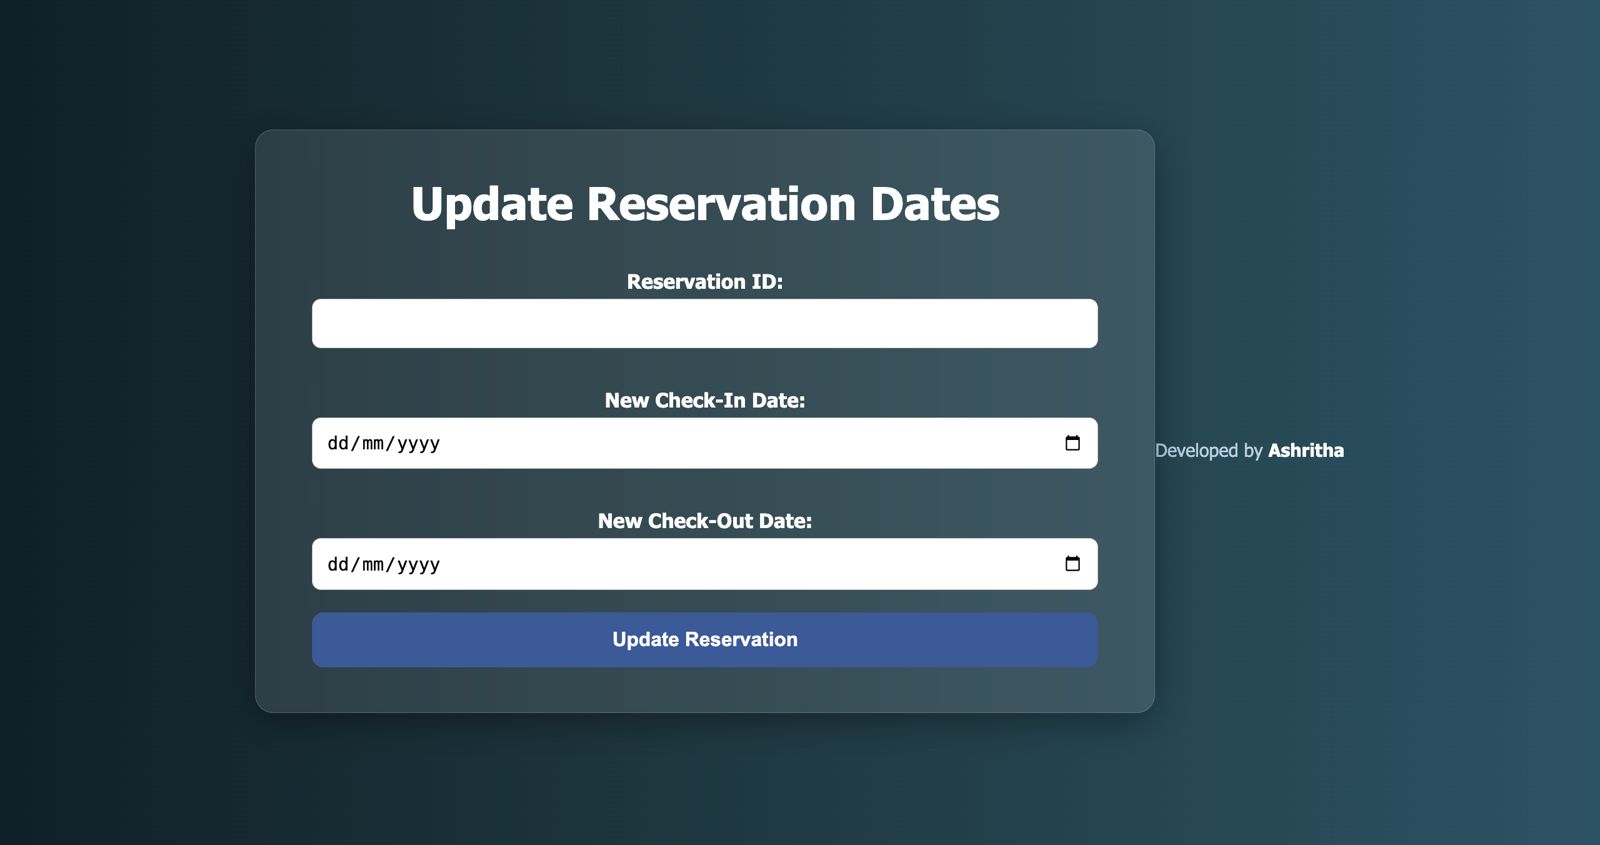 Update Reservation Dates
Reservation ID:
New Check-In Date:
dd/mm/yyyy
New Check-Out Date:
dd/mm/yyyy
Update Reservation
Developed by Ashritha